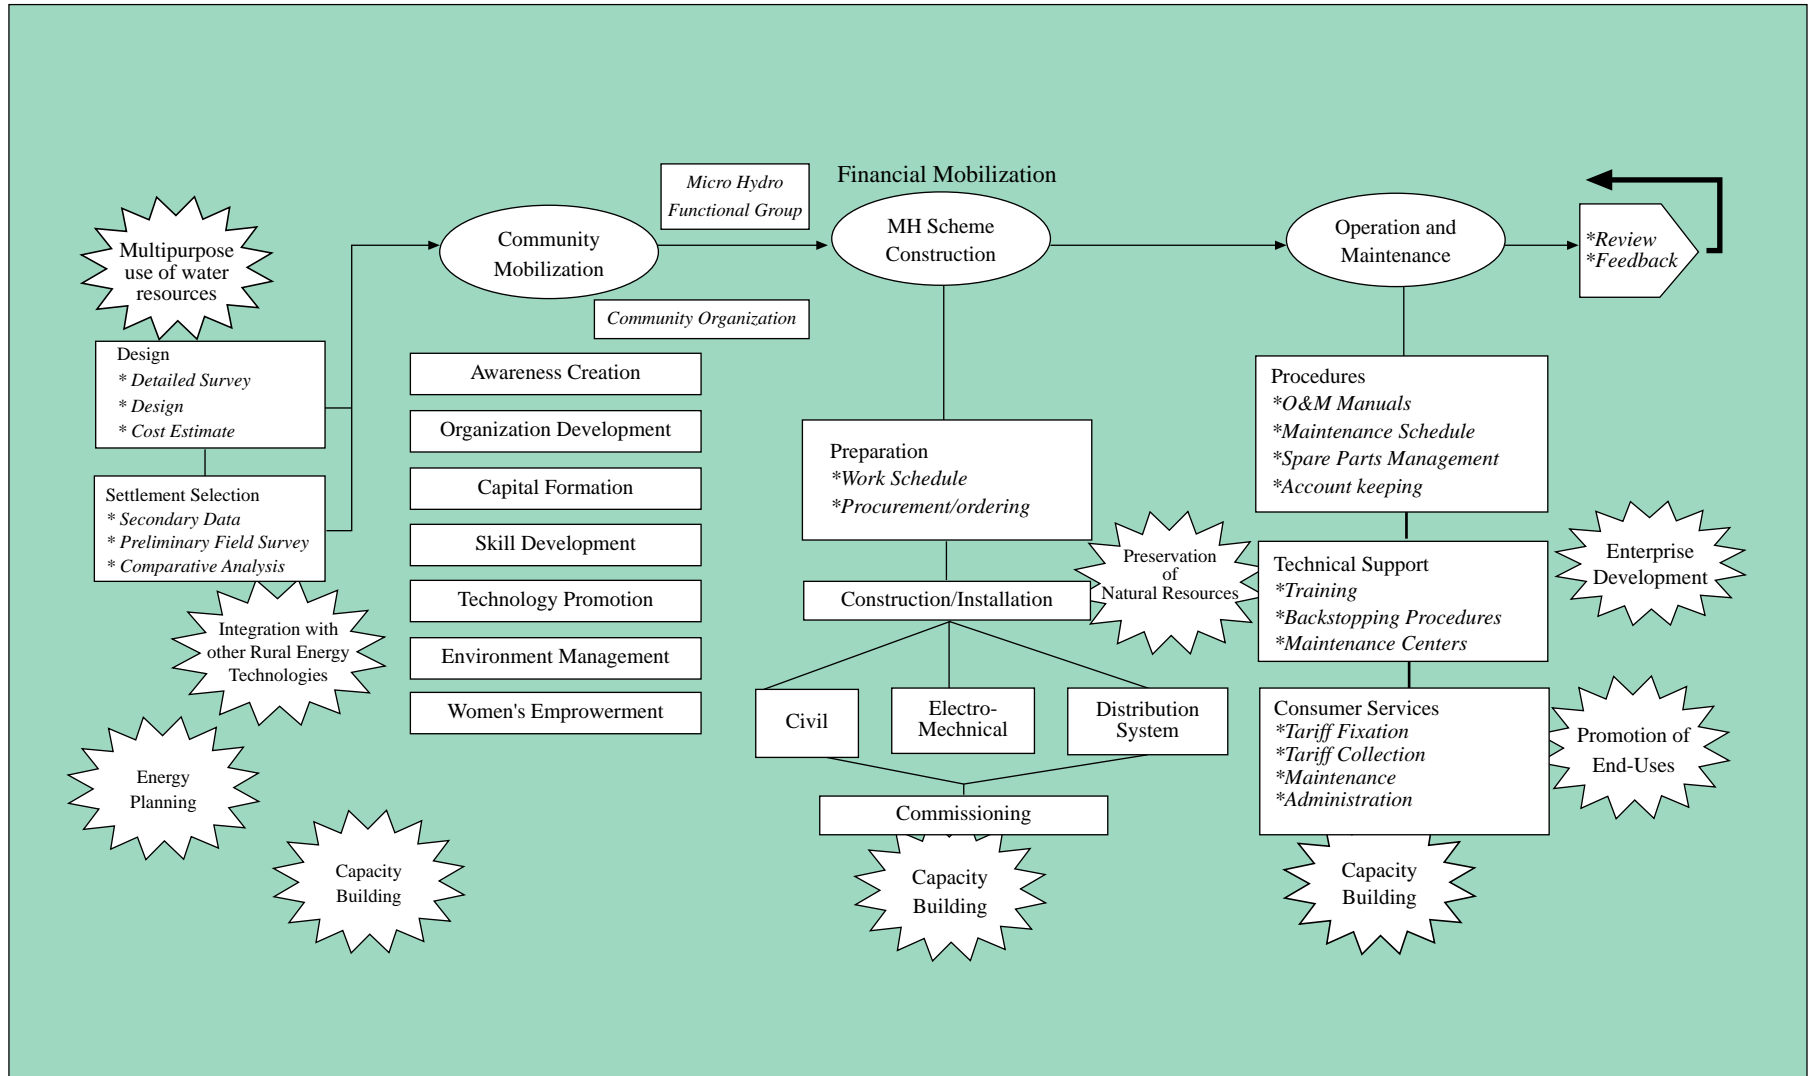 Multipurpose
use of water
resources
Design
* Detailed Survey
* Design
* Cost Estimate
Settlement Selection
* Secondary Data
* Preliminary Field Survey
* Comparative Analysis
Integration with
other Rural Energy
Technologies
Energy
Planning
Capacity
Building
Community
Mobilization
Micro Hydro
Functional Group
Community Organization
Awareness Creation
Organization Development
Capital Formation
Skill Development
Technology Promotion
Environment Management
Women's Emprowerment
Financial Mobilization
MH Scheme
Construction
Preparation
*Work Schedule
*Procurement/ordering
Construction/Installation
Preservation
of
Natural Resources
Civil
Electro-
Mechnical
Distribution
System
Commissioning
Capacity
Building
Operation and
Maintenance
Procedures
*O&M Manuals
*Maintenance Schedule
*Spare Parts Management
*Account keeping
Technical Support
*Training
*Backstopping Procedures
*Maintenance Centers
Consumer Services
*Tariff Fixation
*Tariff Collection
*Maintenance
*Administration
Capacity
Building
*Review
*Feedback
Enterprise
Development
Promotion of
End-Uses